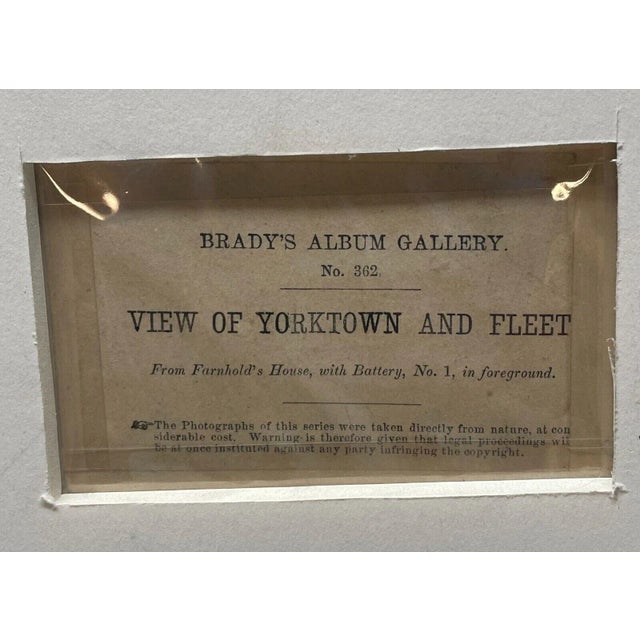 BRADY'S ALBUM GALLERY.
No. 362.
VIEW OF YORKTOWN AND FLEET
From Farnhold's House, with Battery, No. 1, in foreground.
☞The Photographs of this series were taken directly from nature, at con
siderable cost. Warning is therefore given that legal proceedings will
be at once instituted against any party infringing the copyright.